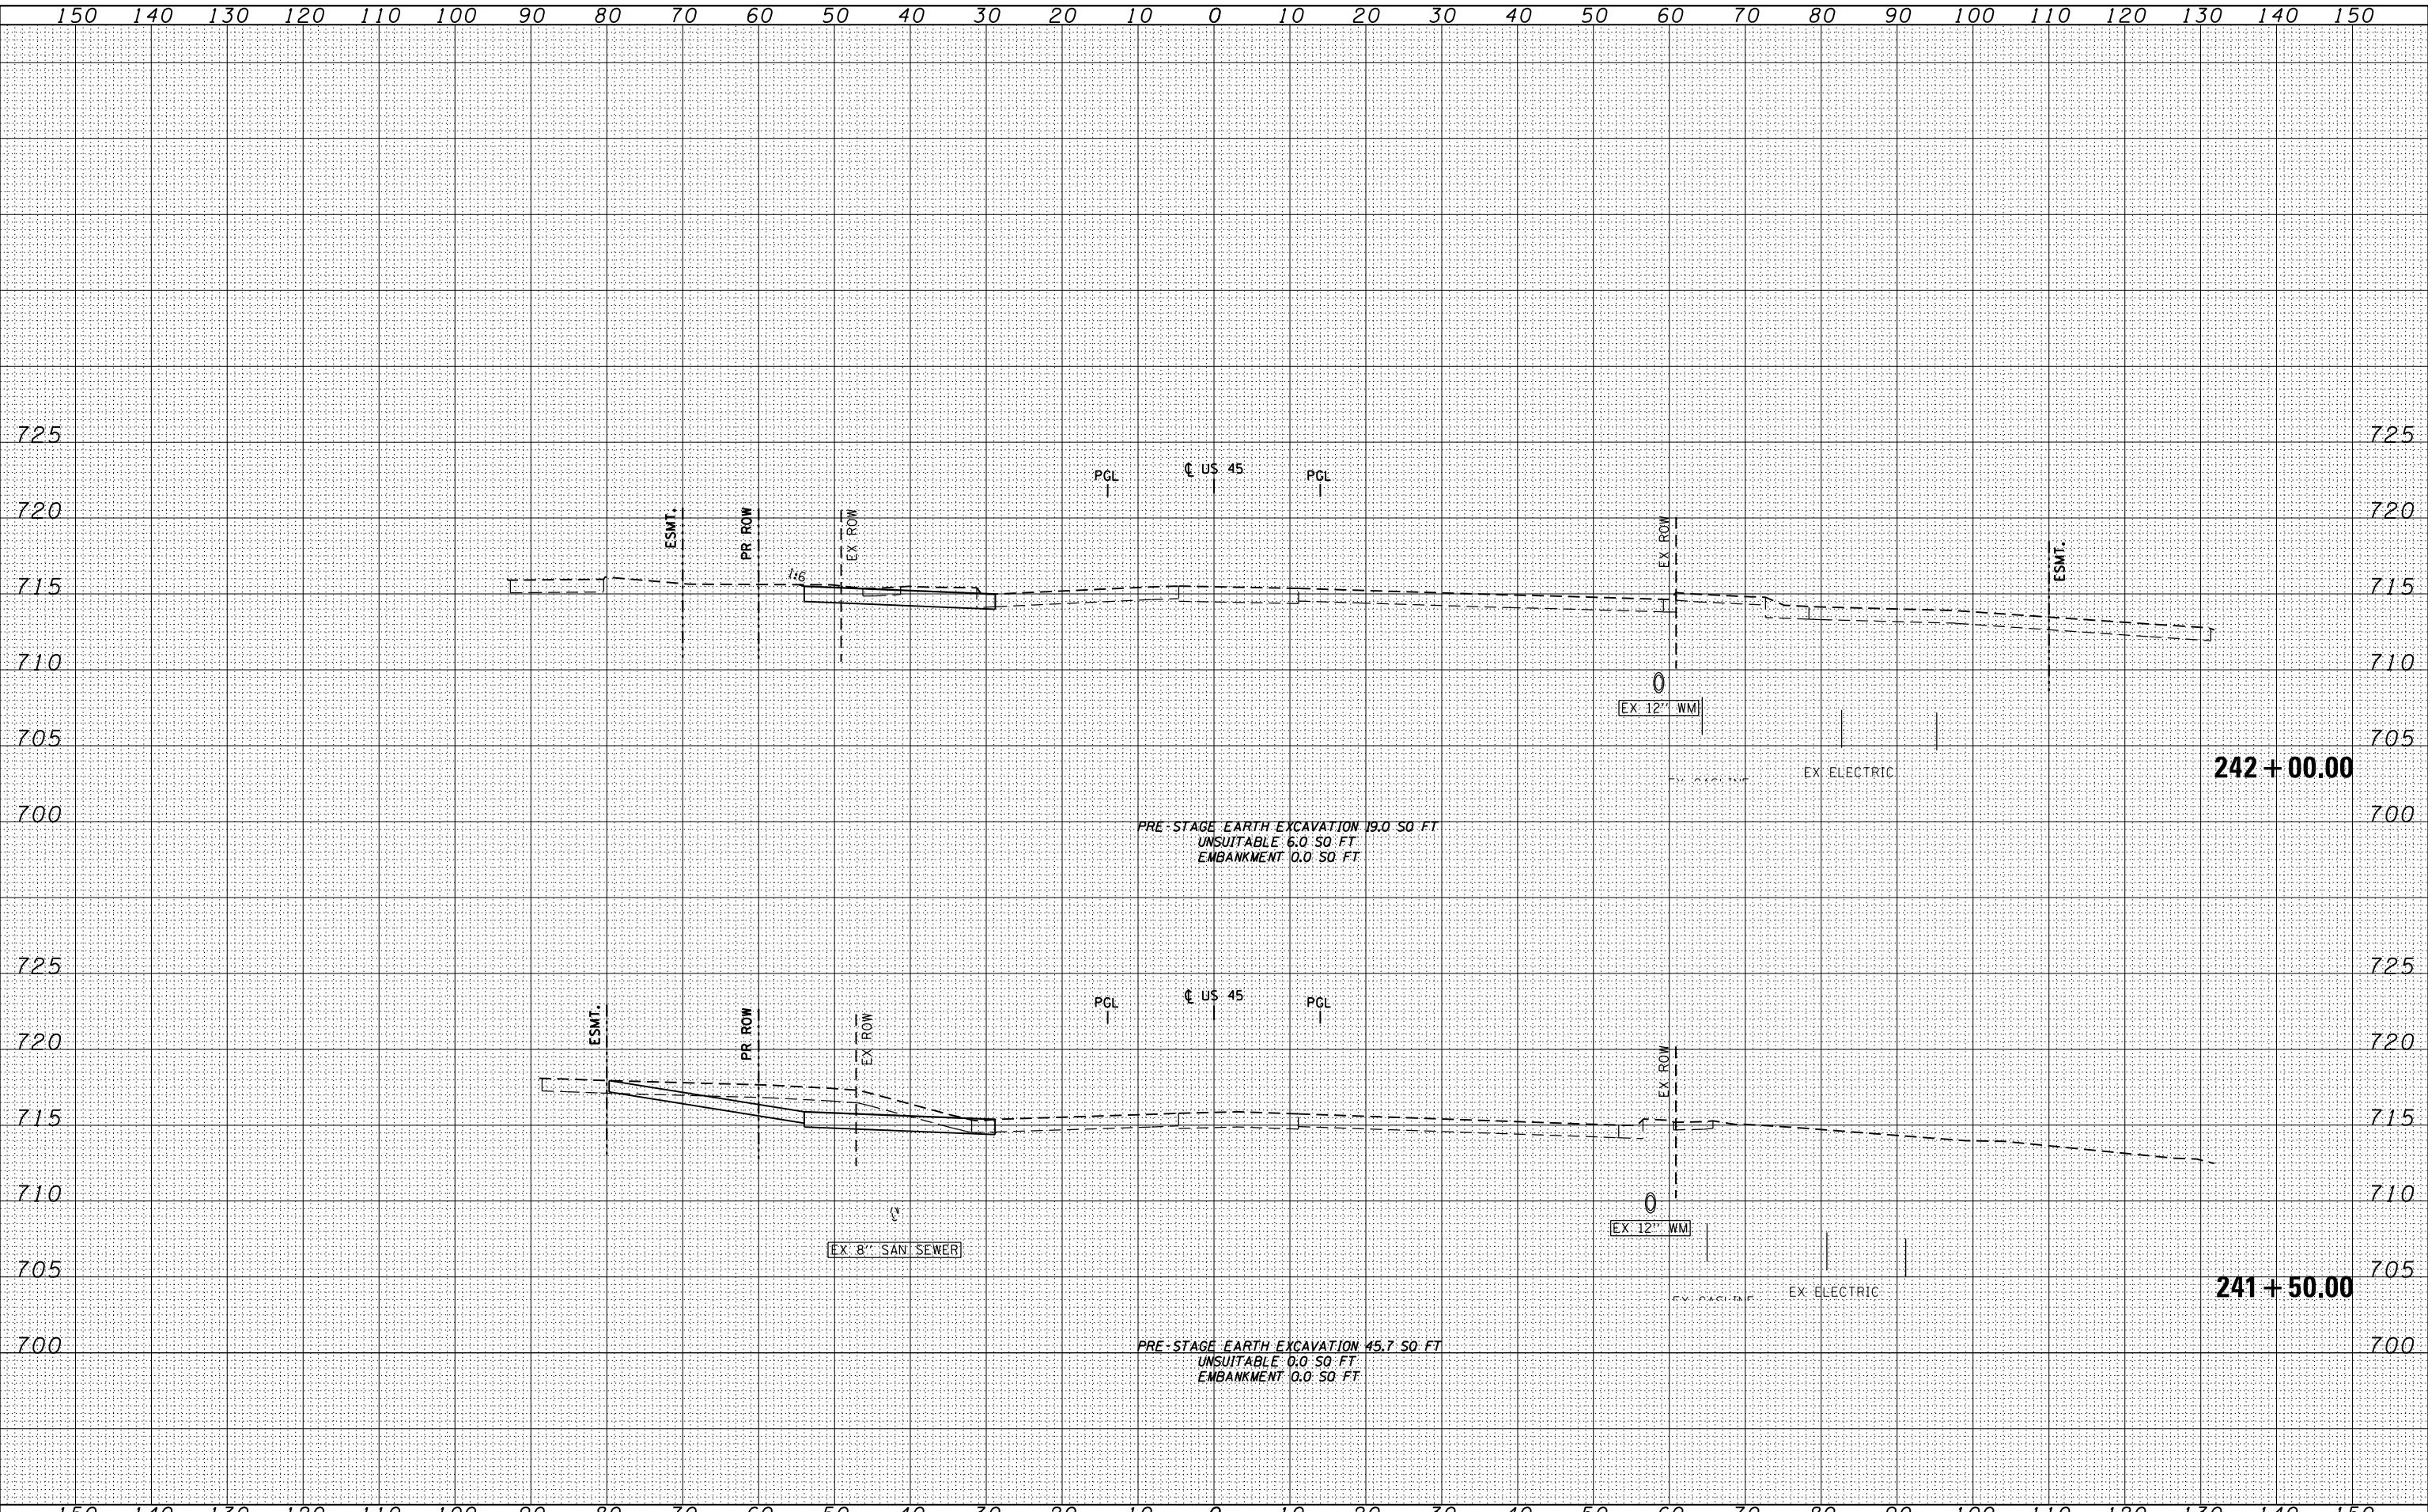 150 140 130 120 110 100 90 80 70 60 50 40 30 20 10 0 10 20 30 40 50 60 70 80 90 100 110 120 130 140 150
725 725
℄ US 45
PGL PGL
720 720
ESMT. PR ROW EX ROW EX ROW ESMT.
1:6
715 715
710 710
EX 12'' WM
705 705
EX ELECTRIC
242+00.00
700 700
PRE-STAGE EARTH EXCAVATION 19.0 SQ FT
UNSUITABLE 6.0 SQ FT
EMBANKMENT 0.0 SQ FT
725 725
℄ US 45
PGL PGL
ESMT. PR ROW EX ROW EX ROW
720 720
715 715
710 710
EX 12'' WM
EX 8'' SAN SEWER
705 705
EX ELECTRIC
241+50.00
700 700
PRE-STAGE EARTH EXCAVATION 45.7 SQ FT
UNSUITABLE 0.0 SQ FT
EMBANKMENT 0.0 SQ FT